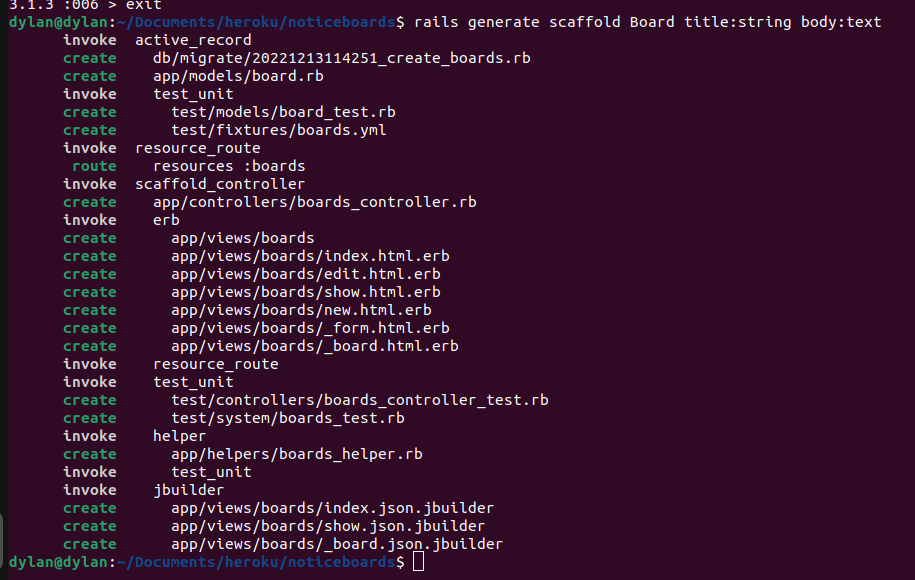 3.1.3 :006 > exit
dylan@dylan:~/Documents/heroku/noticeboards$ rails generate scaffold Board title:string body:text
      invoke  active_record
      create    db/migrate/20221213114251_create_boards.rb
      create    app/models/board.rb
      invoke    test_unit
      create      test/models/board_test.rb
      create      test/fixtures/boards.yml
      invoke  resource_route
       route    resources :boards
      invoke  scaffold_controller
      create    app/controllers/boards_controller.rb
      invoke    erb
      create      app/views/boards
      create      app/views/boards/index.html.erb
      create      app/views/boards/edit.html.erb
      create      app/views/boards/show.html.erb
      create      app/views/boards/new.html.erb
      create      app/views/boards/_form.html.erb
      create      app/views/boards/_board.html.erb
      invoke    resource_route
      invoke    test_unit
      create      test/controllers/boards_controller_test.rb
      create      test/system/boards_test.rb
      invoke    helper
      create      app/helpers/boards_helper.rb
      invoke      test_unit
      invoke    jbuilder
      create      app/views/boards/index.json.jbuilder
      create      app/views/boards/show.json.jbuilder
      create      app/views/boards/_board.json.jbuilder
dylan@dylan:~/Documents/heroku/noticeboards$